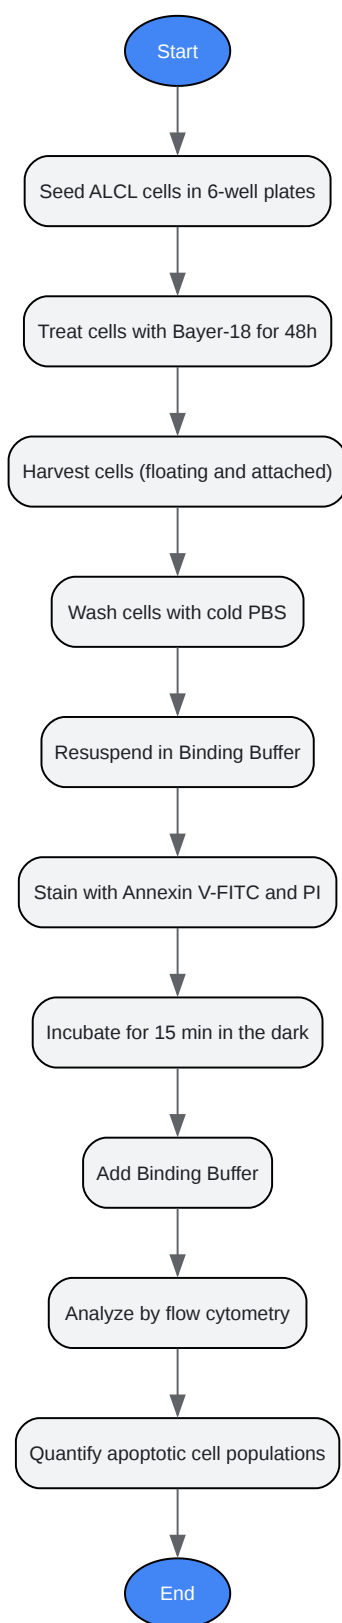 Start
Seed ALCL cells in 6-well plates
Treat cells with Bayer-18 for 48h
Harvest cells (floating and attached)
Wash cells with cold PBS
Resuspend in Binding Buffer
Stain with Annexin V-FITC and PI
Incubate for 15 min in the dark
Add Binding Buffer
Analyze by flow cytometry
Quantify apoptotic cell populations
End